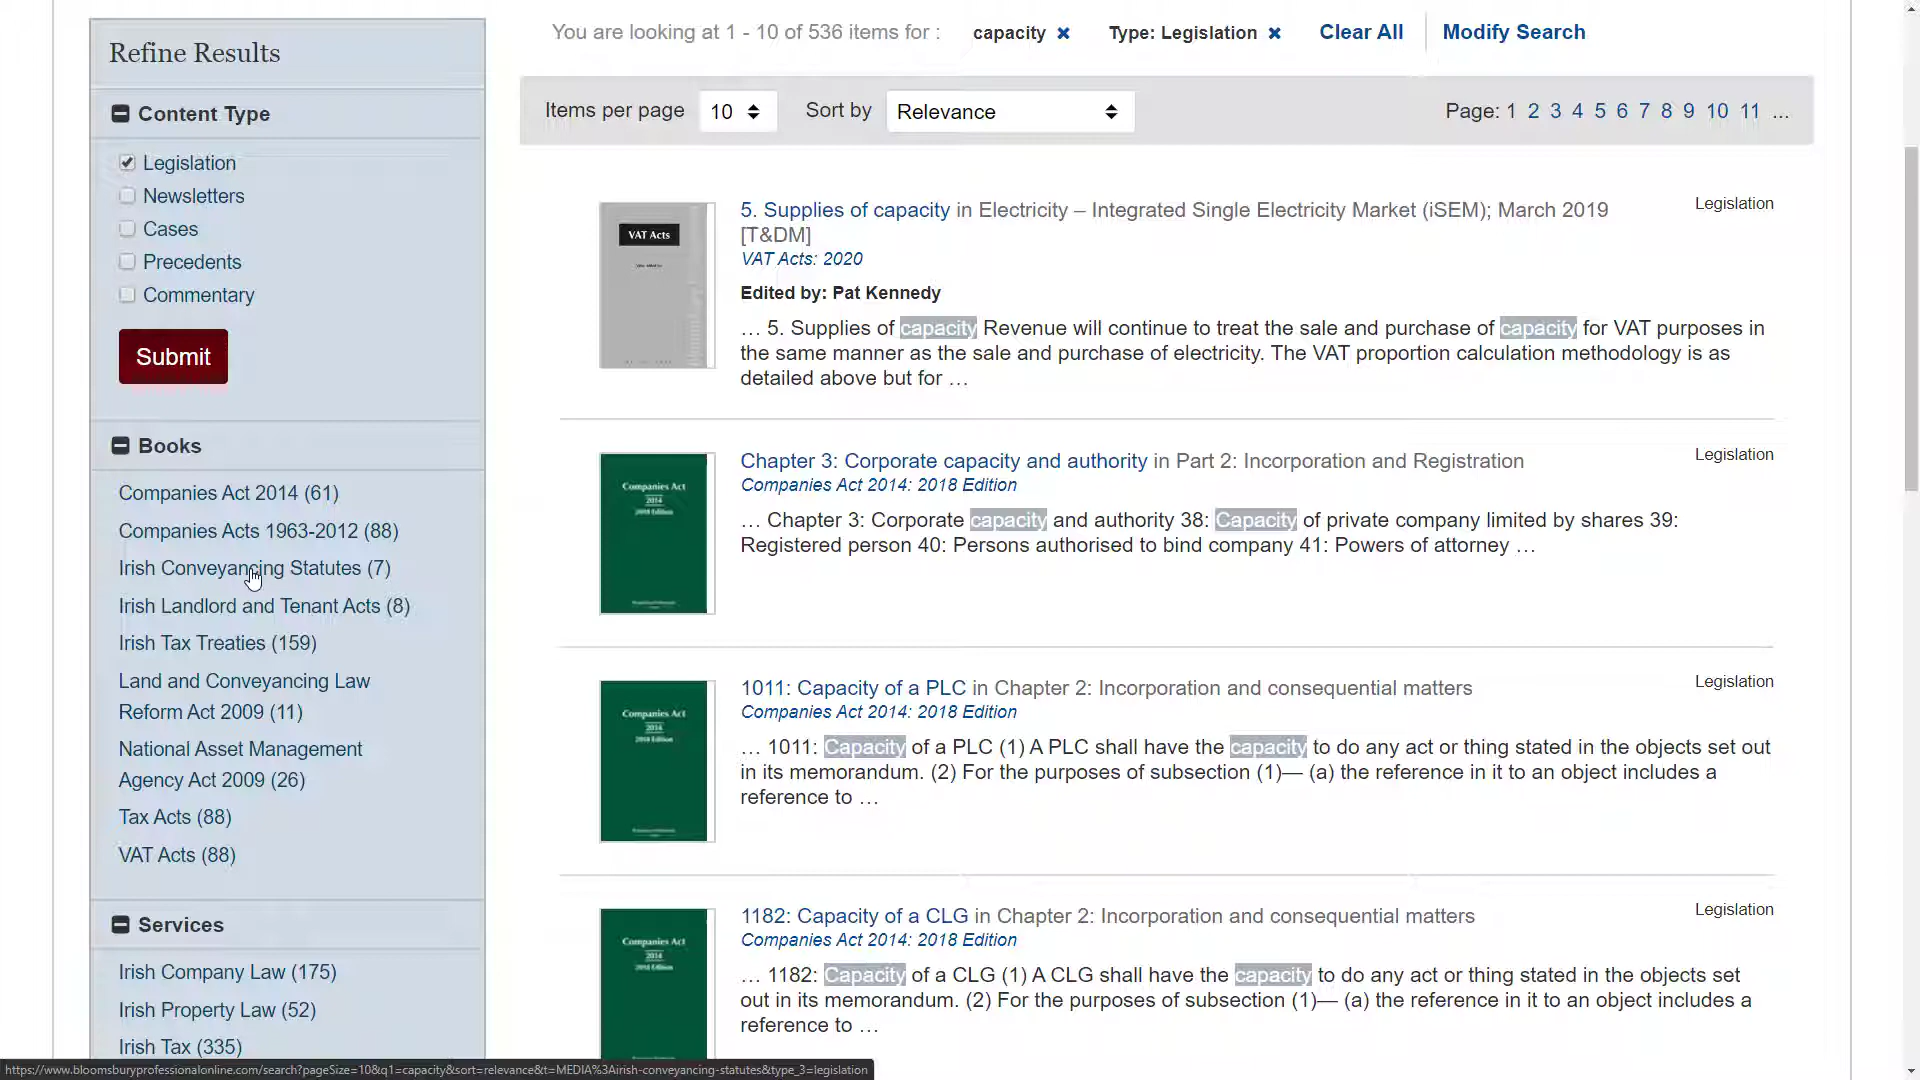 Refine Results
Content Type
Legislation
Newsletters
Cases
Precedents
Commentary
Submit
Books
Companies Act 2014 (61)
Companies Acts 1963-2012 (88)
Irish Conveyancing Statutes (7)
Irish Landlord and Tenant Acts (8)
Irish Tax Treaties (159)
Land and Conveyancing Law
Reform Act 2009 (11)
National Asset Management
Agency Act 2009 (26)
Tax Acts (88)
VAT Acts (88)
Services
Irish Company Law (175)
Irish Property Law (52)
Irish Tax (335)
You are looking at 1 - 10 of 536 items for : capacity × Type: Legislation × Clear All Modify Search
Items per page 10 Sort by Relevance Page: 1 2 3 4 5 6 7 8 9 10 11 ...
VAT Acts
5. Supplies of capacity in Electricity – Integrated Single Electricity Market (iSEM); March 2019 Legislation
[T&DM]
VAT Acts: 2020
Edited by: Pat Kennedy
… 5. Supplies of capacity Revenue will continue to treat the sale and purchase of capacity for VAT purposes in
the same manner as the sale and purchase of electricity. The VAT proportion calculation methodology is as
detailed above but for …
Companies Act
2014
2018 Edition
Chapter 3: Corporate capacity and authority in Part 2: Incorporation and Registration Legislation
Companies Act 2014: 2018 Edition
… Chapter 3: Corporate capacity and authority 38: Capacity of private company limited by shares 39:
Registered person 40: Persons authorised to bind company 41: Powers of attorney …
Companies Act
2014
2018 Edition
1011: Capacity of a PLC in Chapter 2: Incorporation and consequential matters Legislation
Companies Act 2014: 2018 Edition
… 1011: Capacity of a PLC (1) A PLC shall have the capacity to do any act or thing stated in the objects set out
in its memorandum. (2) For the purposes of subsection (1)— (a) the reference in it to an object includes a
reference to …
Companies Act
2014
2018 Edition
1182: Capacity of a CLG in Chapter 2: Incorporation and consequential matters Legislation
Companies Act 2014: 2018 Edition
… 1182: Capacity of a CLG (1) A CLG shall have the capacity to do any act or thing stated in the objects set
out in its memorandum. (2) For the purposes of subsection (1)— (a) the reference in it to an object includes a
reference to …
https://www.bloomsburyprofessionalonline.com/search?pageSize=10&q1=capacity&sort=relevance&t=MEDIA%3Airish-conveyancing-statutes&type_3=legislation